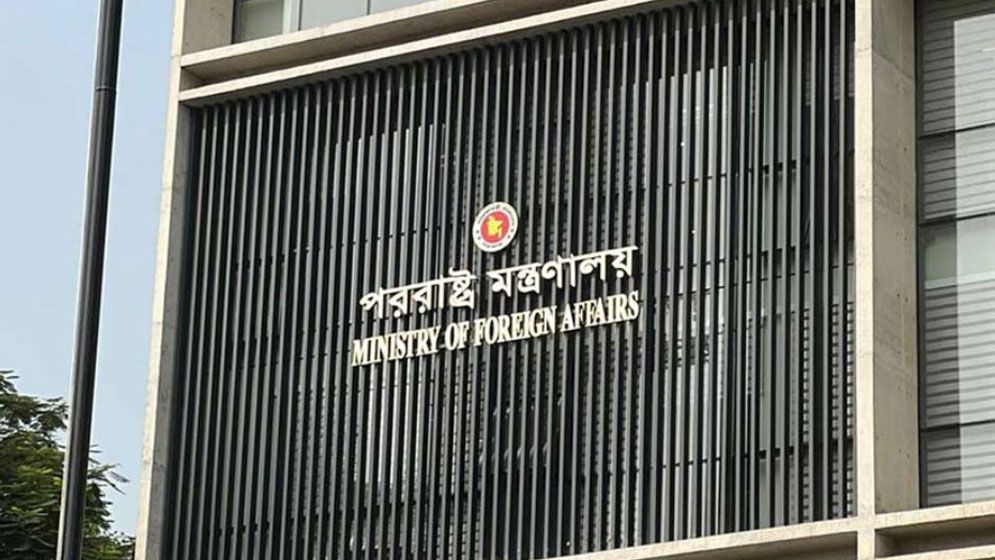 পররাষ্ট্র মন্ত্রণালয়
MINISTRY OF FOREIGN AFFAIRS